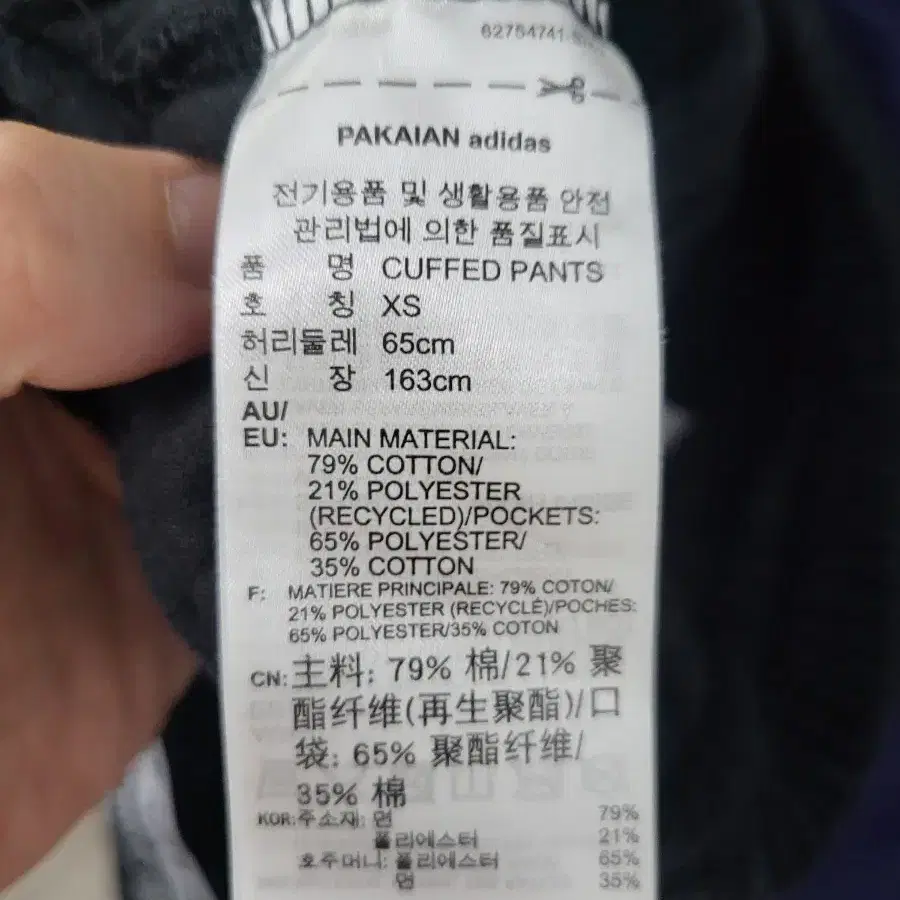 PAKAIAN adidas
전기용품 및 생활용품 안전
관리법에 의한 품질표시
품 명 CUFFED PANTS
호 칭 XS
허리둘레 65cm
신 장 163cm
AU/
EU: MAIN MATERIAL:
79% COTTON/
21% POLYESTER
(RECYCLED)/POCKETS:
65% POLYESTER/
35% COTTON
F: MATIERE PRINCIPALE: 79% COTON/
21% POLYESTER (RECYCLÉ)/POCHES:
65% POLYESTER/35% COTON
CN: 主料: 79% 棉/21% 聚
酯纤维(再生聚酯)/口
袋: 65% 聚酯纤维/
35% 棉
KOR:주소재: 면 79%
폴리에스터 21%
호주머니: 폴리에스터 65%
면 35%